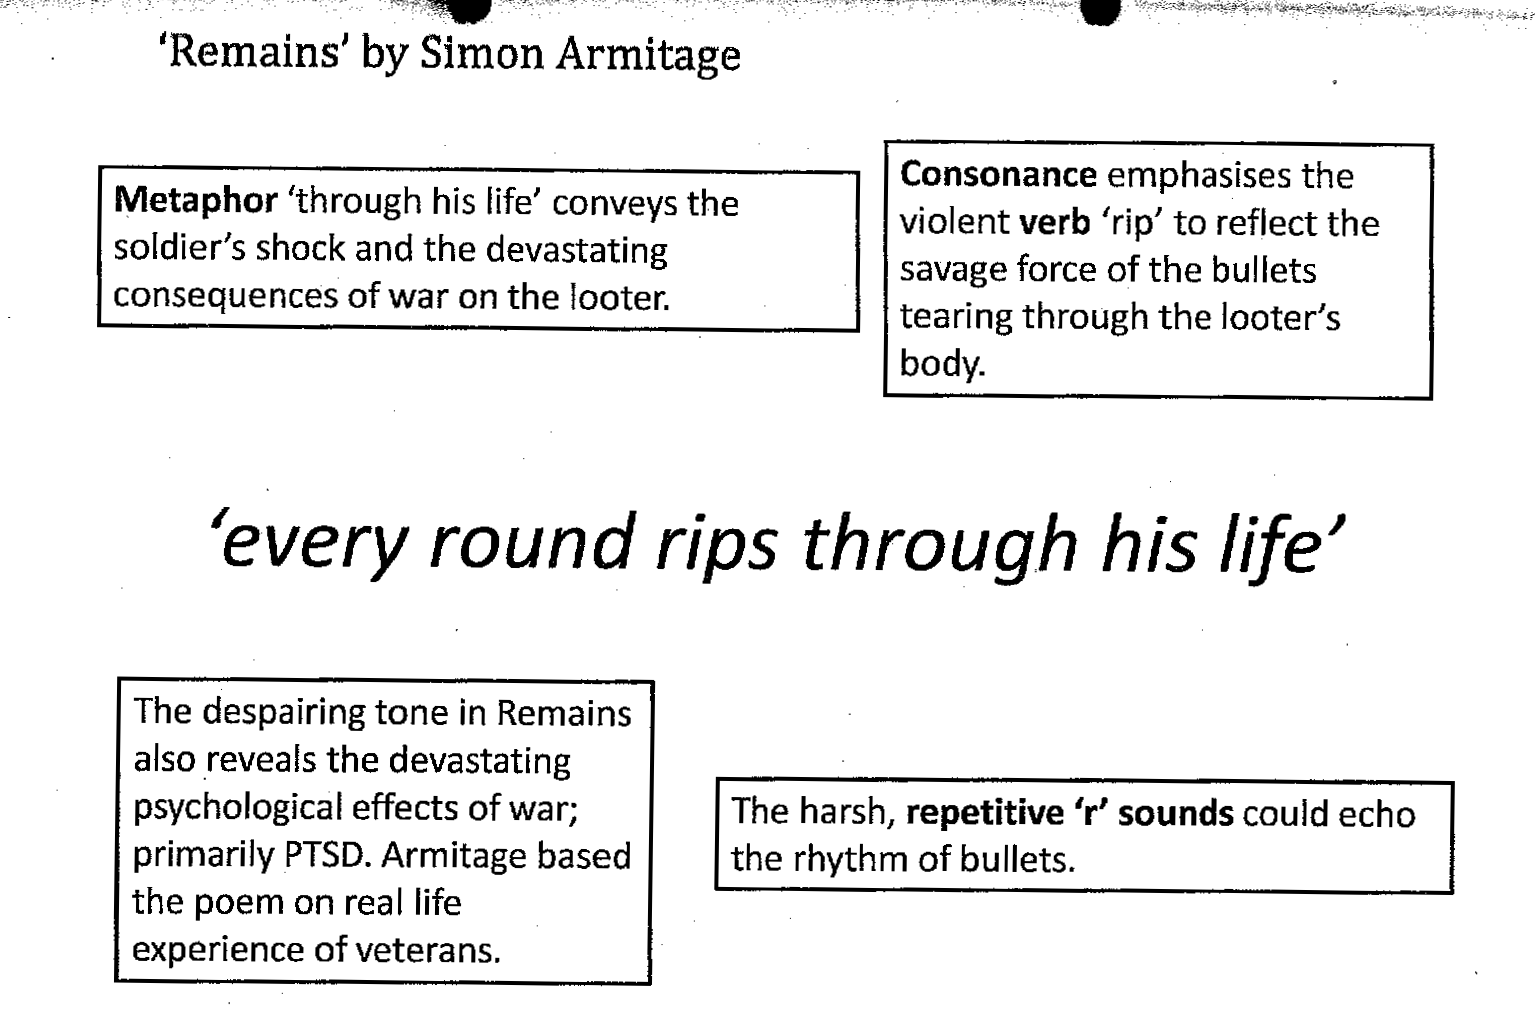 ‘Remains’ by Simon Armitage
Metaphor ‘through his life’ conveys the
soldier’s shock and the devastating
consequences of war on the looter.
Consonance emphasises the
violent verb ‘rip’ to reflect the
savage force of the bullets
tearing through the looter’s
body.
‘every round rips through his life’
The despairing tone in Remains
also reveals the devastating
psychological effects of war;
primarily PTSD. Armitage based
the poem on real life
experience of veterans.
The harsh, repetitive ‘r’ sounds could echo
the rhythm of bullets.